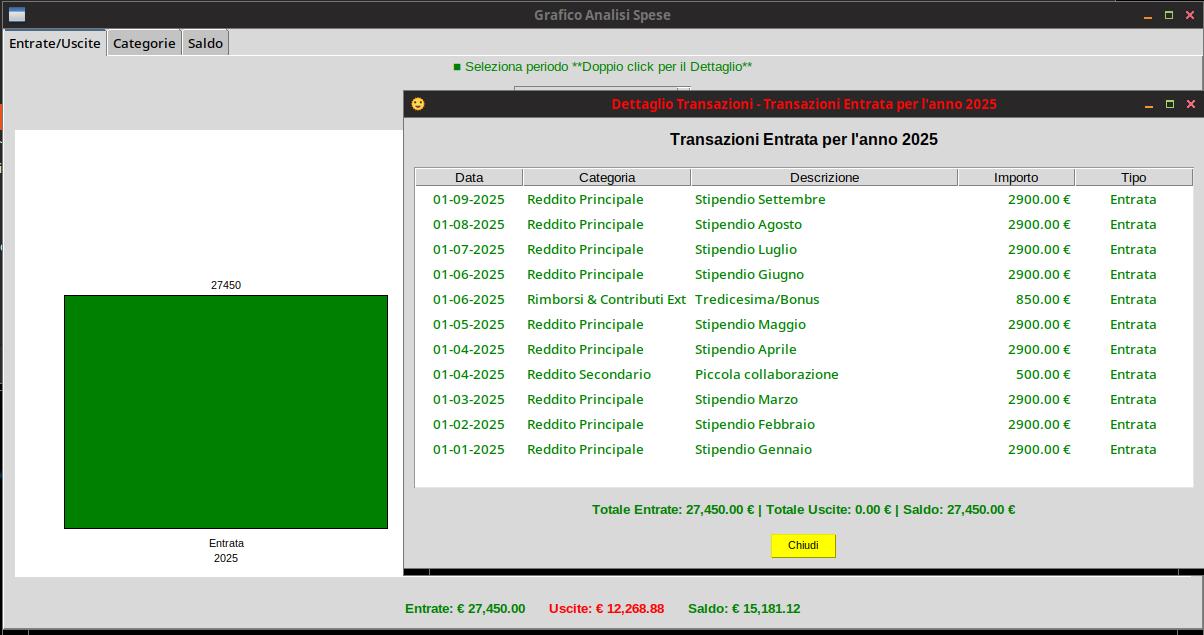 Grafico Analisi Spese
Entrate/Uscite Categorie Saldo
■ Seleziona periodo **Doppio click per il Dettaglio**
Dettaglio Transazioni - Transazioni Entrata per l'anno 2025
Transazioni Entrata per l'anno 2025
Data Categoria Descrizione Importo Tipo
01-09-2025 Reddito Principale Stipendio Settembre 2900.00 € Entrata
01-08-2025 Reddito Principale Stipendio Agosto 2900.00 € Entrata
01-07-2025 Reddito Principale Stipendio Luglio 2900.00 € Entrata
01-06-2025 Reddito Principale Stipendio Giugno 2900.00 € Entrata
01-06-2025 Rimborsi & Contributi Ext Tredicesima/Bonus 850.00 € Entrata
01-05-2025 Reddito Principale Stipendio Maggio 2900.00 € Entrata
01-04-2025 Reddito Principale Stipendio Aprile 2900.00 € Entrata
01-04-2025 Reddito Secondario Piccola collaborazione 500.00 € Entrata
01-03-2025 Reddito Principale Stipendio Marzo 2900.00 € Entrata
01-02-2025 Reddito Principale Stipendio Febbraio 2900.00 € Entrata
01-01-2025 Reddito Principale Stipendio Gennaio 2900.00 € Entrata
Totale Entrate: 27,450.00 € | Totale Uscite: 0.00 € | Saldo: 27,450.00 €
Chiudi
27450
Entrata
2025
Entrate: € 27,450.00 Uscite: € 12,268.88 Saldo: € 15,181.12